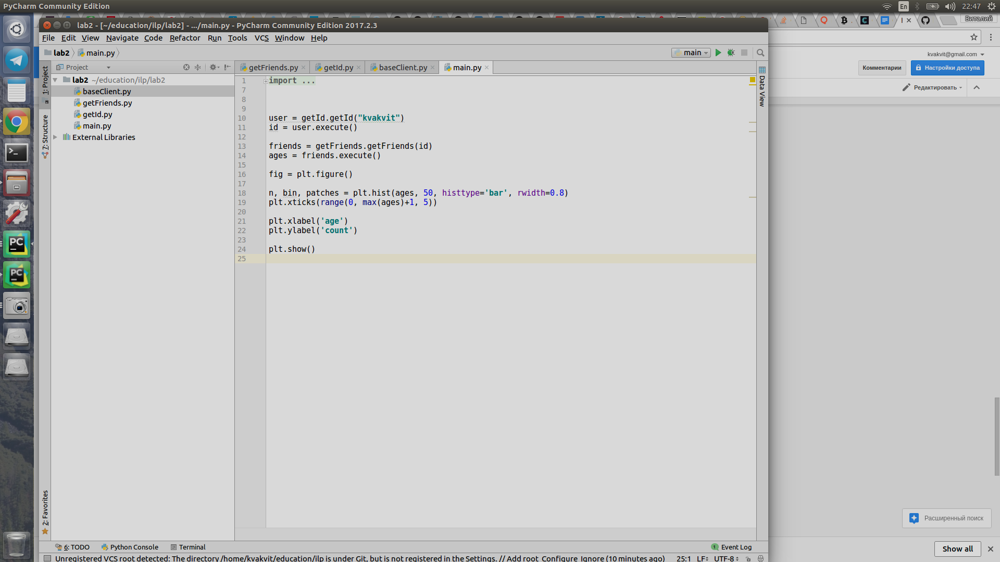 PyCharm Community Edition
En
22:47
lab2 - [~/education/ilp/lab2] - .../main.py - PyCharm Community Edition 2017.2.3
Виталий
File Edit View Navigate Code Refactor Run Tools VCS Window Help
lab2 main.py
main
kvakvit@gmail.com
Комментарии
Настройки доступа
Редактировать
1: Project
7: Structure
2: Favorites
Project
lab2 ~/education/ilp/lab2
baseClient.py
getFriends.py
getId.py
main.py
External Libraries
getFriends.py getId.py baseClient.py main.py
Data View
1 import ...
7
8
9
10 user = getId.getId("kvakvit")
11 id = user.execute()
12
13 friends = getFriends.getFriends(id)
14 ages = friends.execute()
15
16 fig = plt.figure()
17
18 n, bin, patches = plt.hist(ages, 50, histtype='bar', rwidth=0.8)
19 plt.xticks(range(0, max(ages)+1, 5))
20
21 plt.xlabel('age')
22 plt.ylabel('count')
23
24 plt.show()
25
Расширенный поиск
Show all
6: TODO Python Console Terminal
1 Event Log
Unregistered VCS root detected: The directory /home/kvakvit/education/ilp is under Git, but is not registered in the Settings. // Add root Configure Ignore (10 minutes ago) 25:1 LF UTF-8
PC
PC